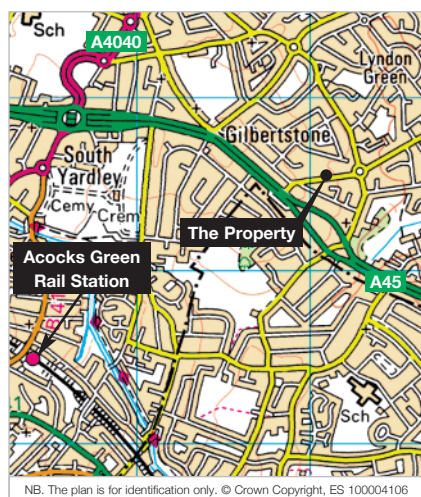 Sch
A4040
Lyndon
Green
Gilbertstone
South
Yardley
Cemy
Crem
The Property
Acocks Green
Rail Station
A45
B41
Sch
NB. The plan is for identification only. © Crown Copyright, ES 100004106